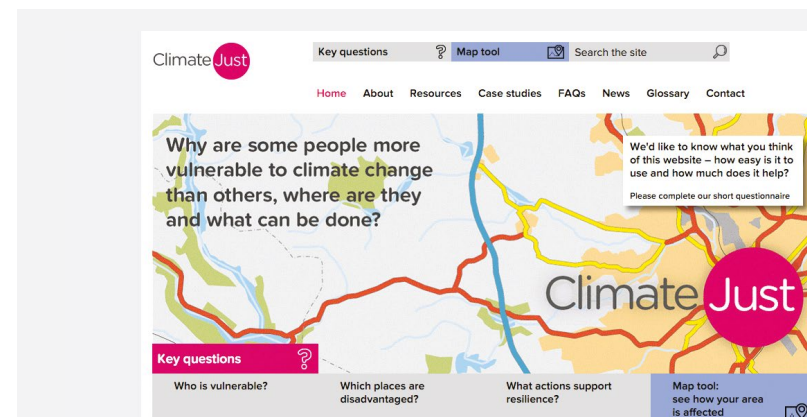 Climate Just
Key questions
Map tool
Search the site
Home About Resources Case studies FAQs News Glossary Contact
Why are some people more
vulnerable to climate change
than others, where are they
and what can be done?
We'd like to know what you think
of this website – how easy is it to
use and how much does it help?
Please complete our short questionnaire
Climate Just
Key questions
Who is vulnerable?
Which places are
disadvantaged?
What actions support
resilience?
Map tool:
see how your area
is affected